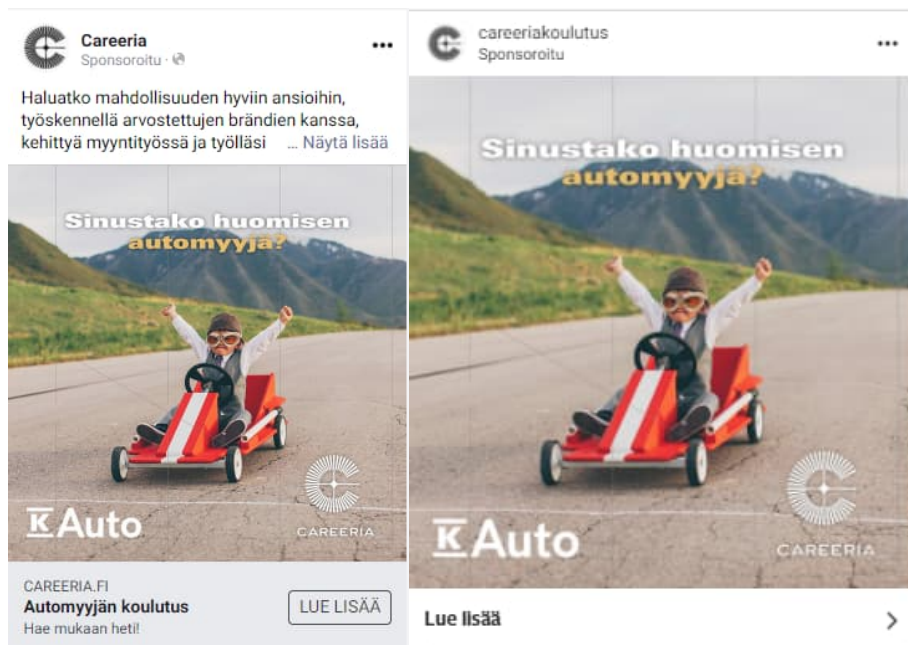 Careeria
Sponsoroitu
Haluatko mahdollisuuden hyviin ansioihin,
työskennellä arvostettujen brändien kanssa,
kehittyä myyntityössä ja työlläsi ... Näytä lisää
Sinustako huomisen
automyyjä?
K Auto
CAREERIA
CAREERIA.FI
Automyyjän koulutus
Hae mukaan heti!
LUE LISÄÄ
careeriakoulutus
Sponsoroitu
Sinustako huomisen
automyyjä?
K Auto
CAREERIA
Lue lisää